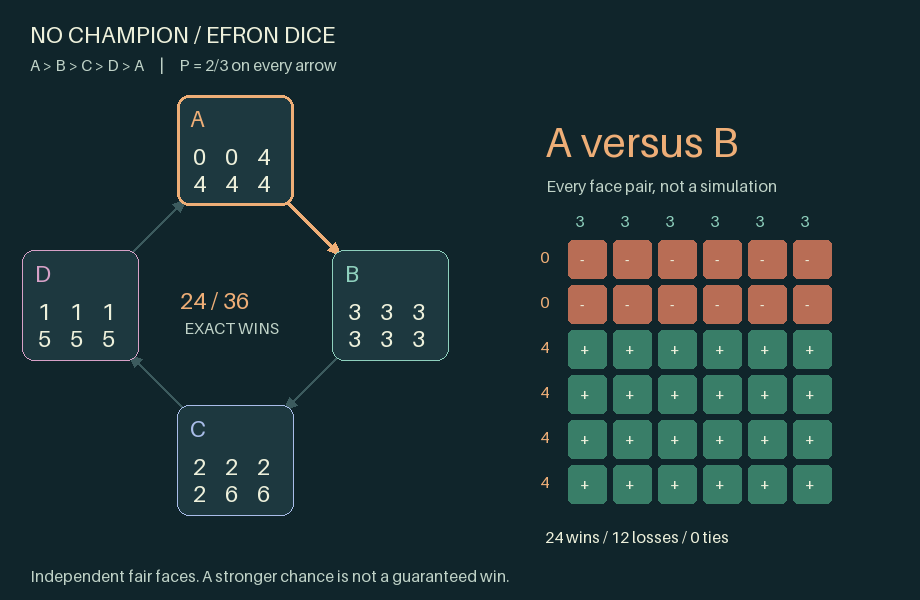 NO CHAMPION / EFRON DICE
A > B > C > D > A | P = 2/3 on every arrow
A
0 0 4
4 4 4
D
1 1 1
5 5 5
24 / 36
EXACT WINS
B
3 3 3
3 3 3
C
2 2 2
2 6 6
A versus B
Every face pair, not a simulation
3 3 3 3 3 3
0 - - - - - -
0 - - - - - -
4 + + + + + +
4 + + + + + +
4 + + + + + +
4 + + + + + +
24 wins / 12 losses / 0 ties
Independent fair faces. A stronger chance is not a guaranteed win.